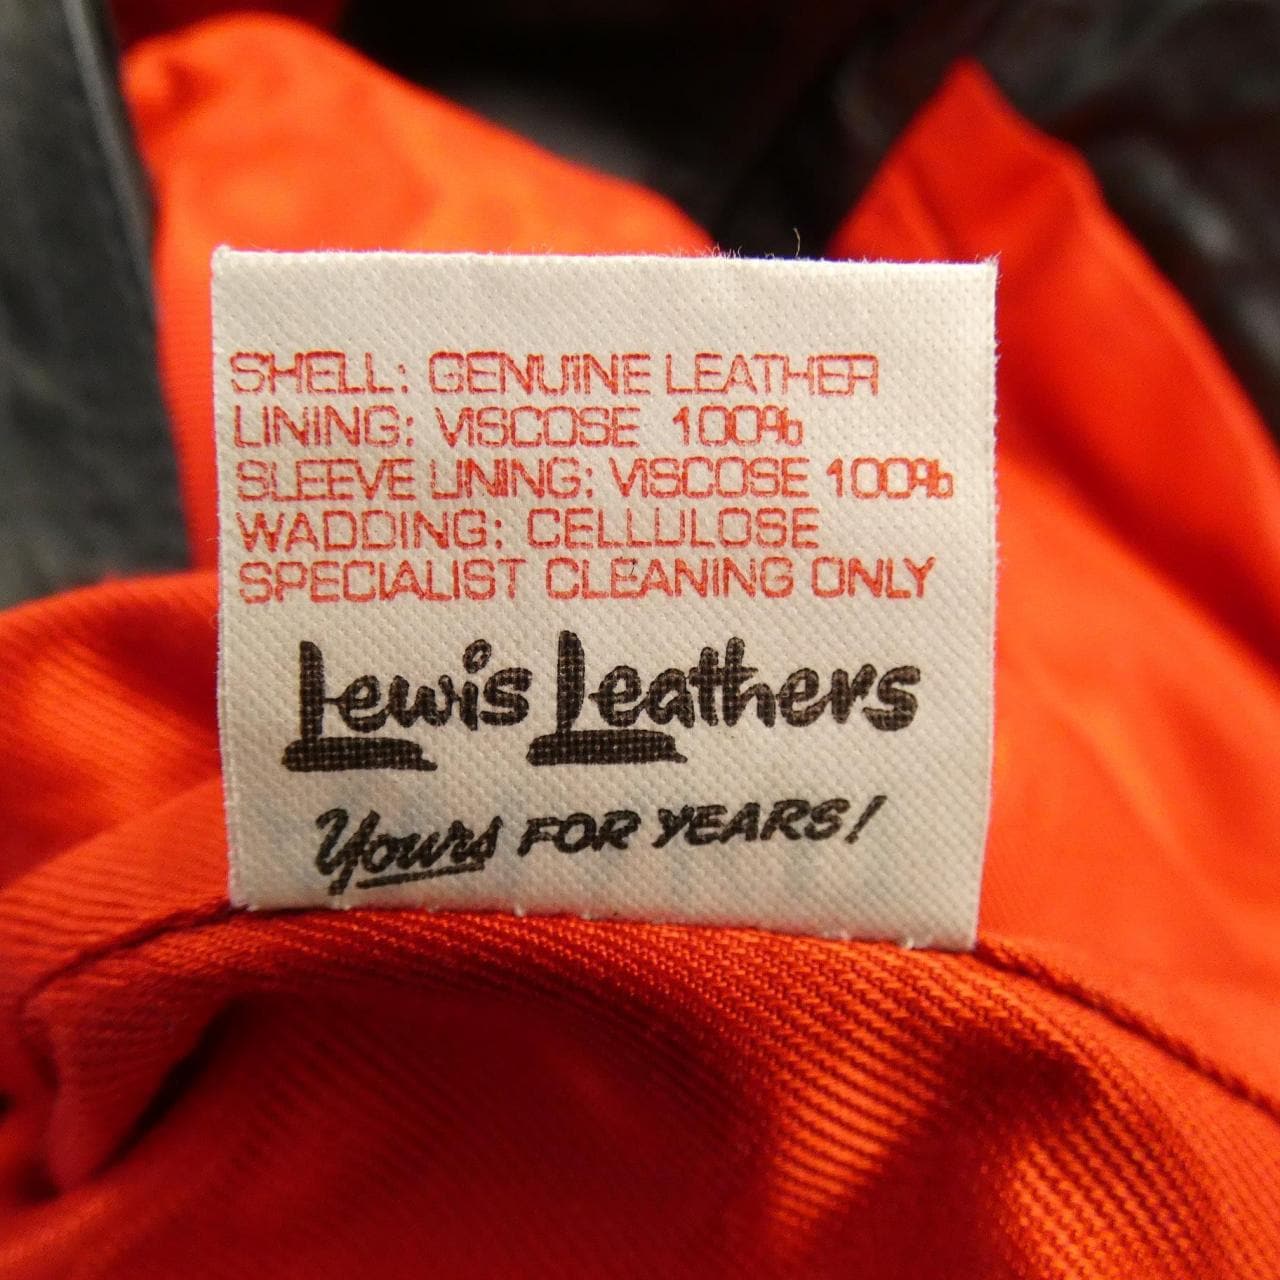 SHELL: GENUINE LEATHER
LINING: VISCOSE 100%
SLEEVE LINING: VISCOSE 100%
WADDING: CELLULOSE
SPECIALIST CLEANING ONLY
Lewis Leathers
Yours FOR YEARS!